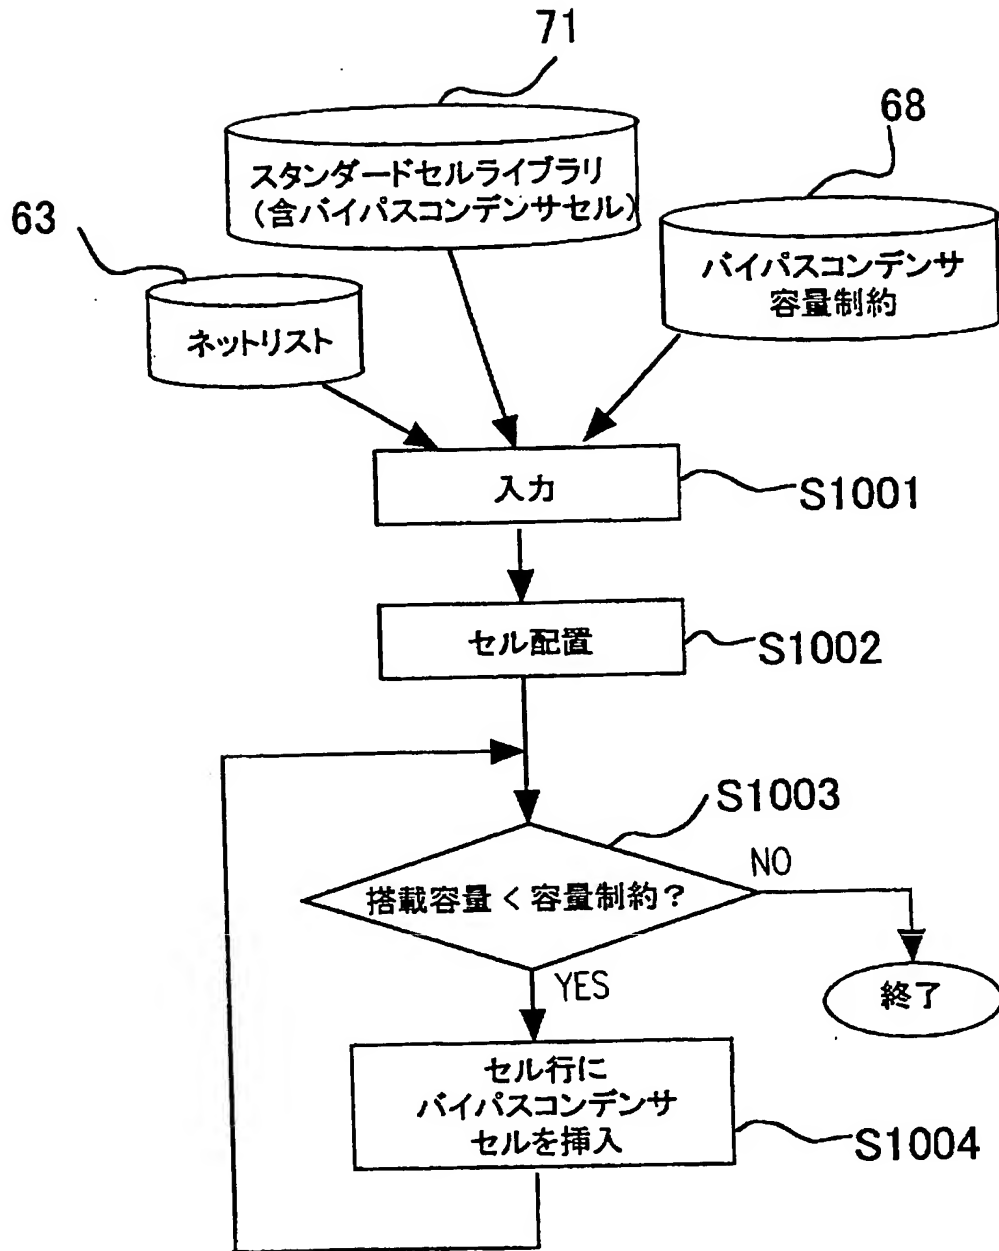 71
68
スタンダードセルライブラリ
(含バイパスコンデンサセル)
63
バイパスコンデンサ
容量制約
ネットリスト
入力
S1001
セル配置
S1002
S1003
搭載容量 < 容量制約?
NO
YES
終了
セル行に
バイパスコンデンサ
セルを挿入
S1004